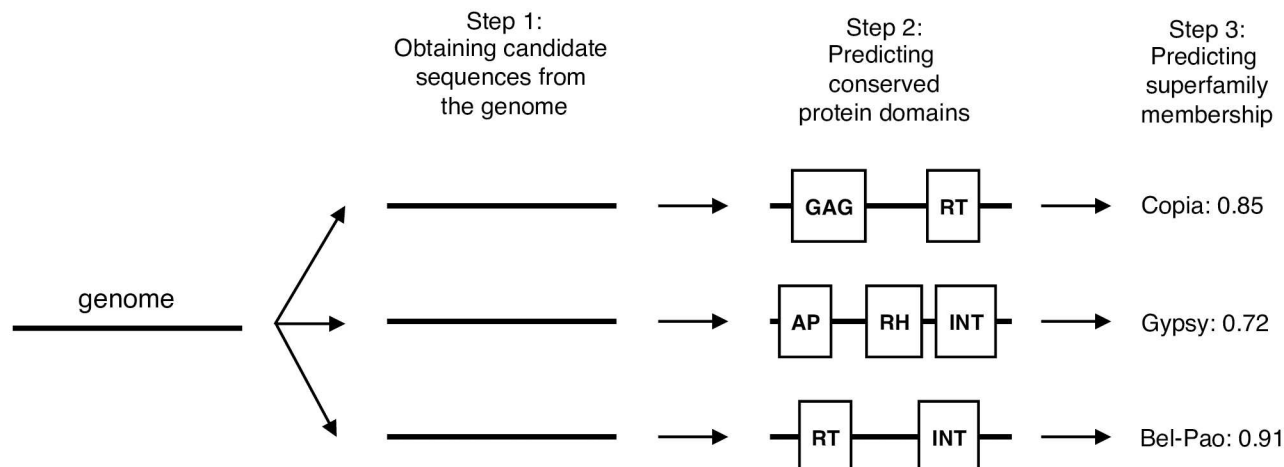 Step 1:
Obtaining candidate
sequences from
the genome
Step 2:
Predicting
conserved
protein domains
Step 3:
Predicting
superfamily
membership
GAG
RT
Copia: 0.85
genome
AP
RH
INT
Gypsy: 0.72
RT
INT
Bel-Pao: 0.91